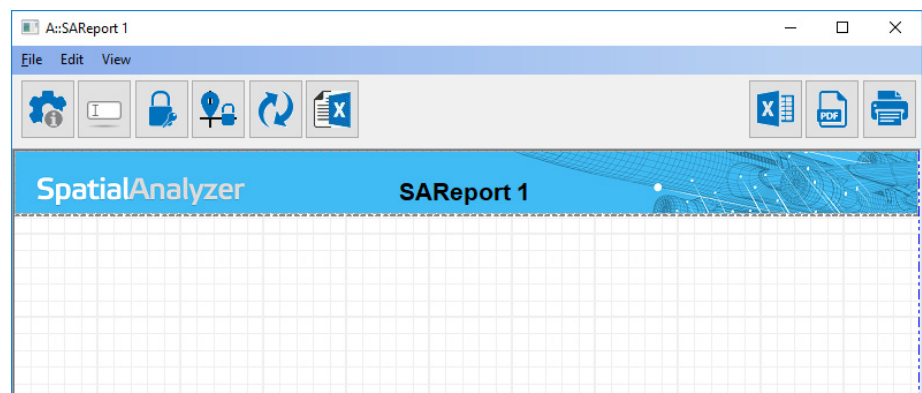 A::SAReport 1
File Edit View
i I X X PDF
SpatialAnalyzer SAReport 1